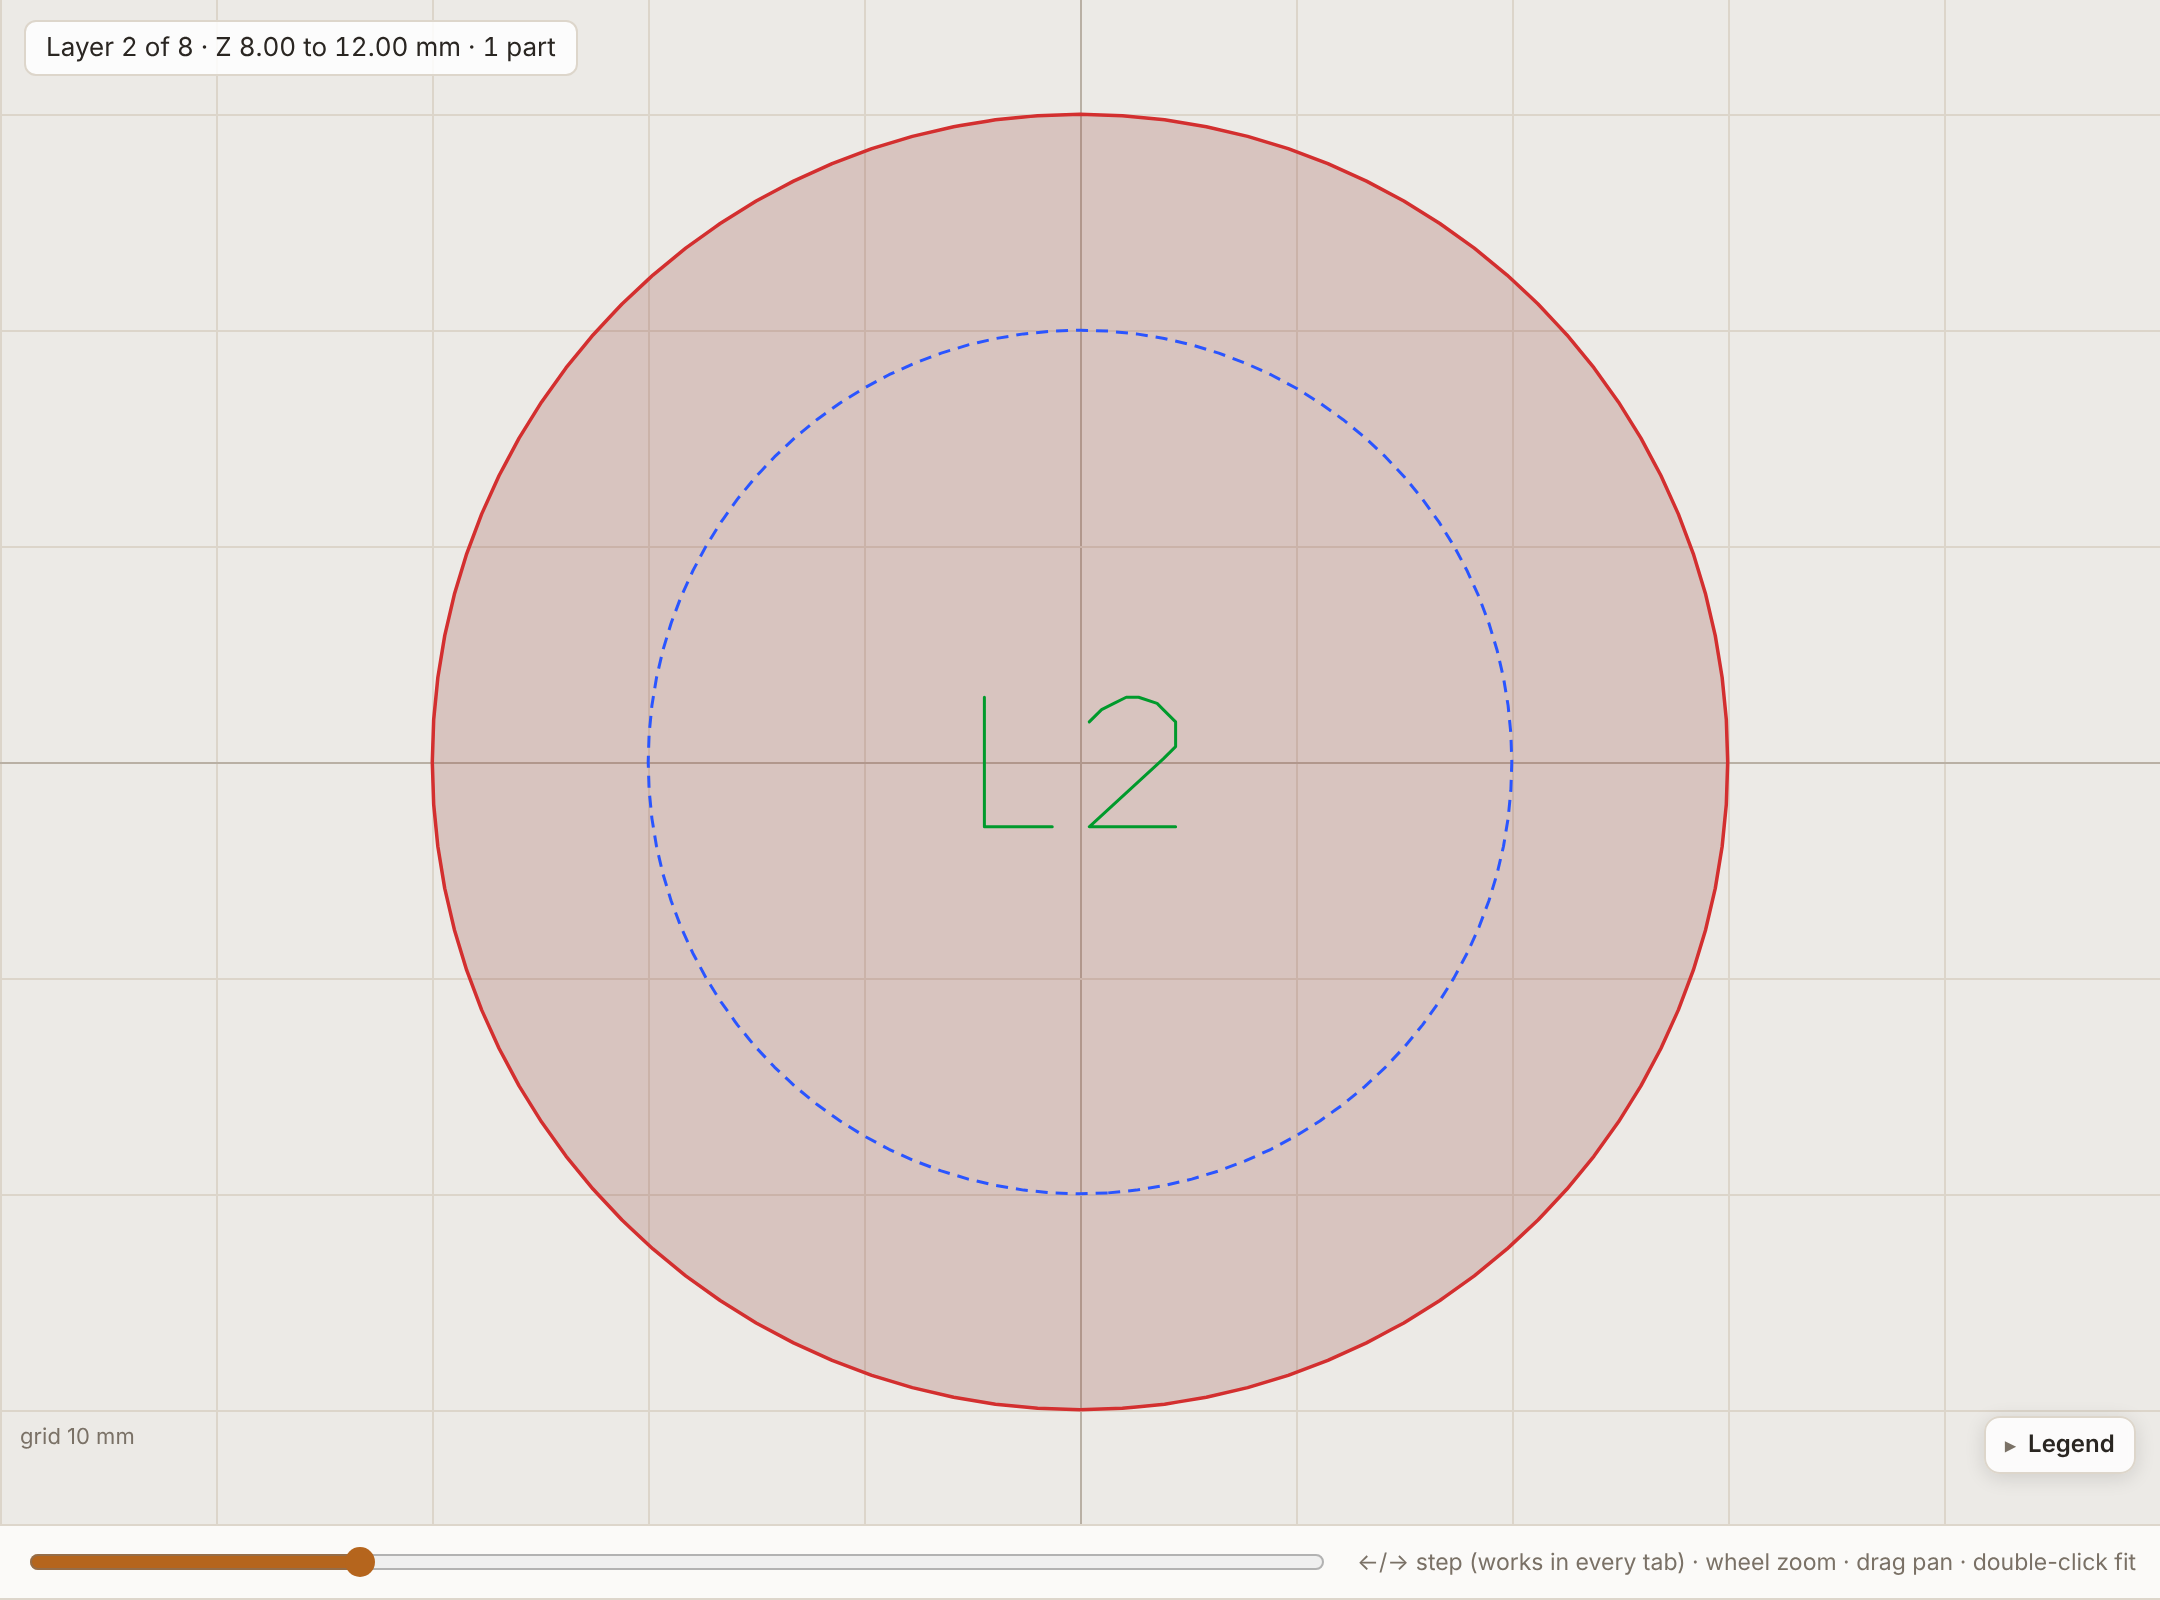 Layer 2 of 8 · Z 8.00 to 12.00 mm · 1 part
L2
grid 10 mm
▸ Legend
←/→ step (works in every tab) · wheel zoom · drag pan · double-click fit